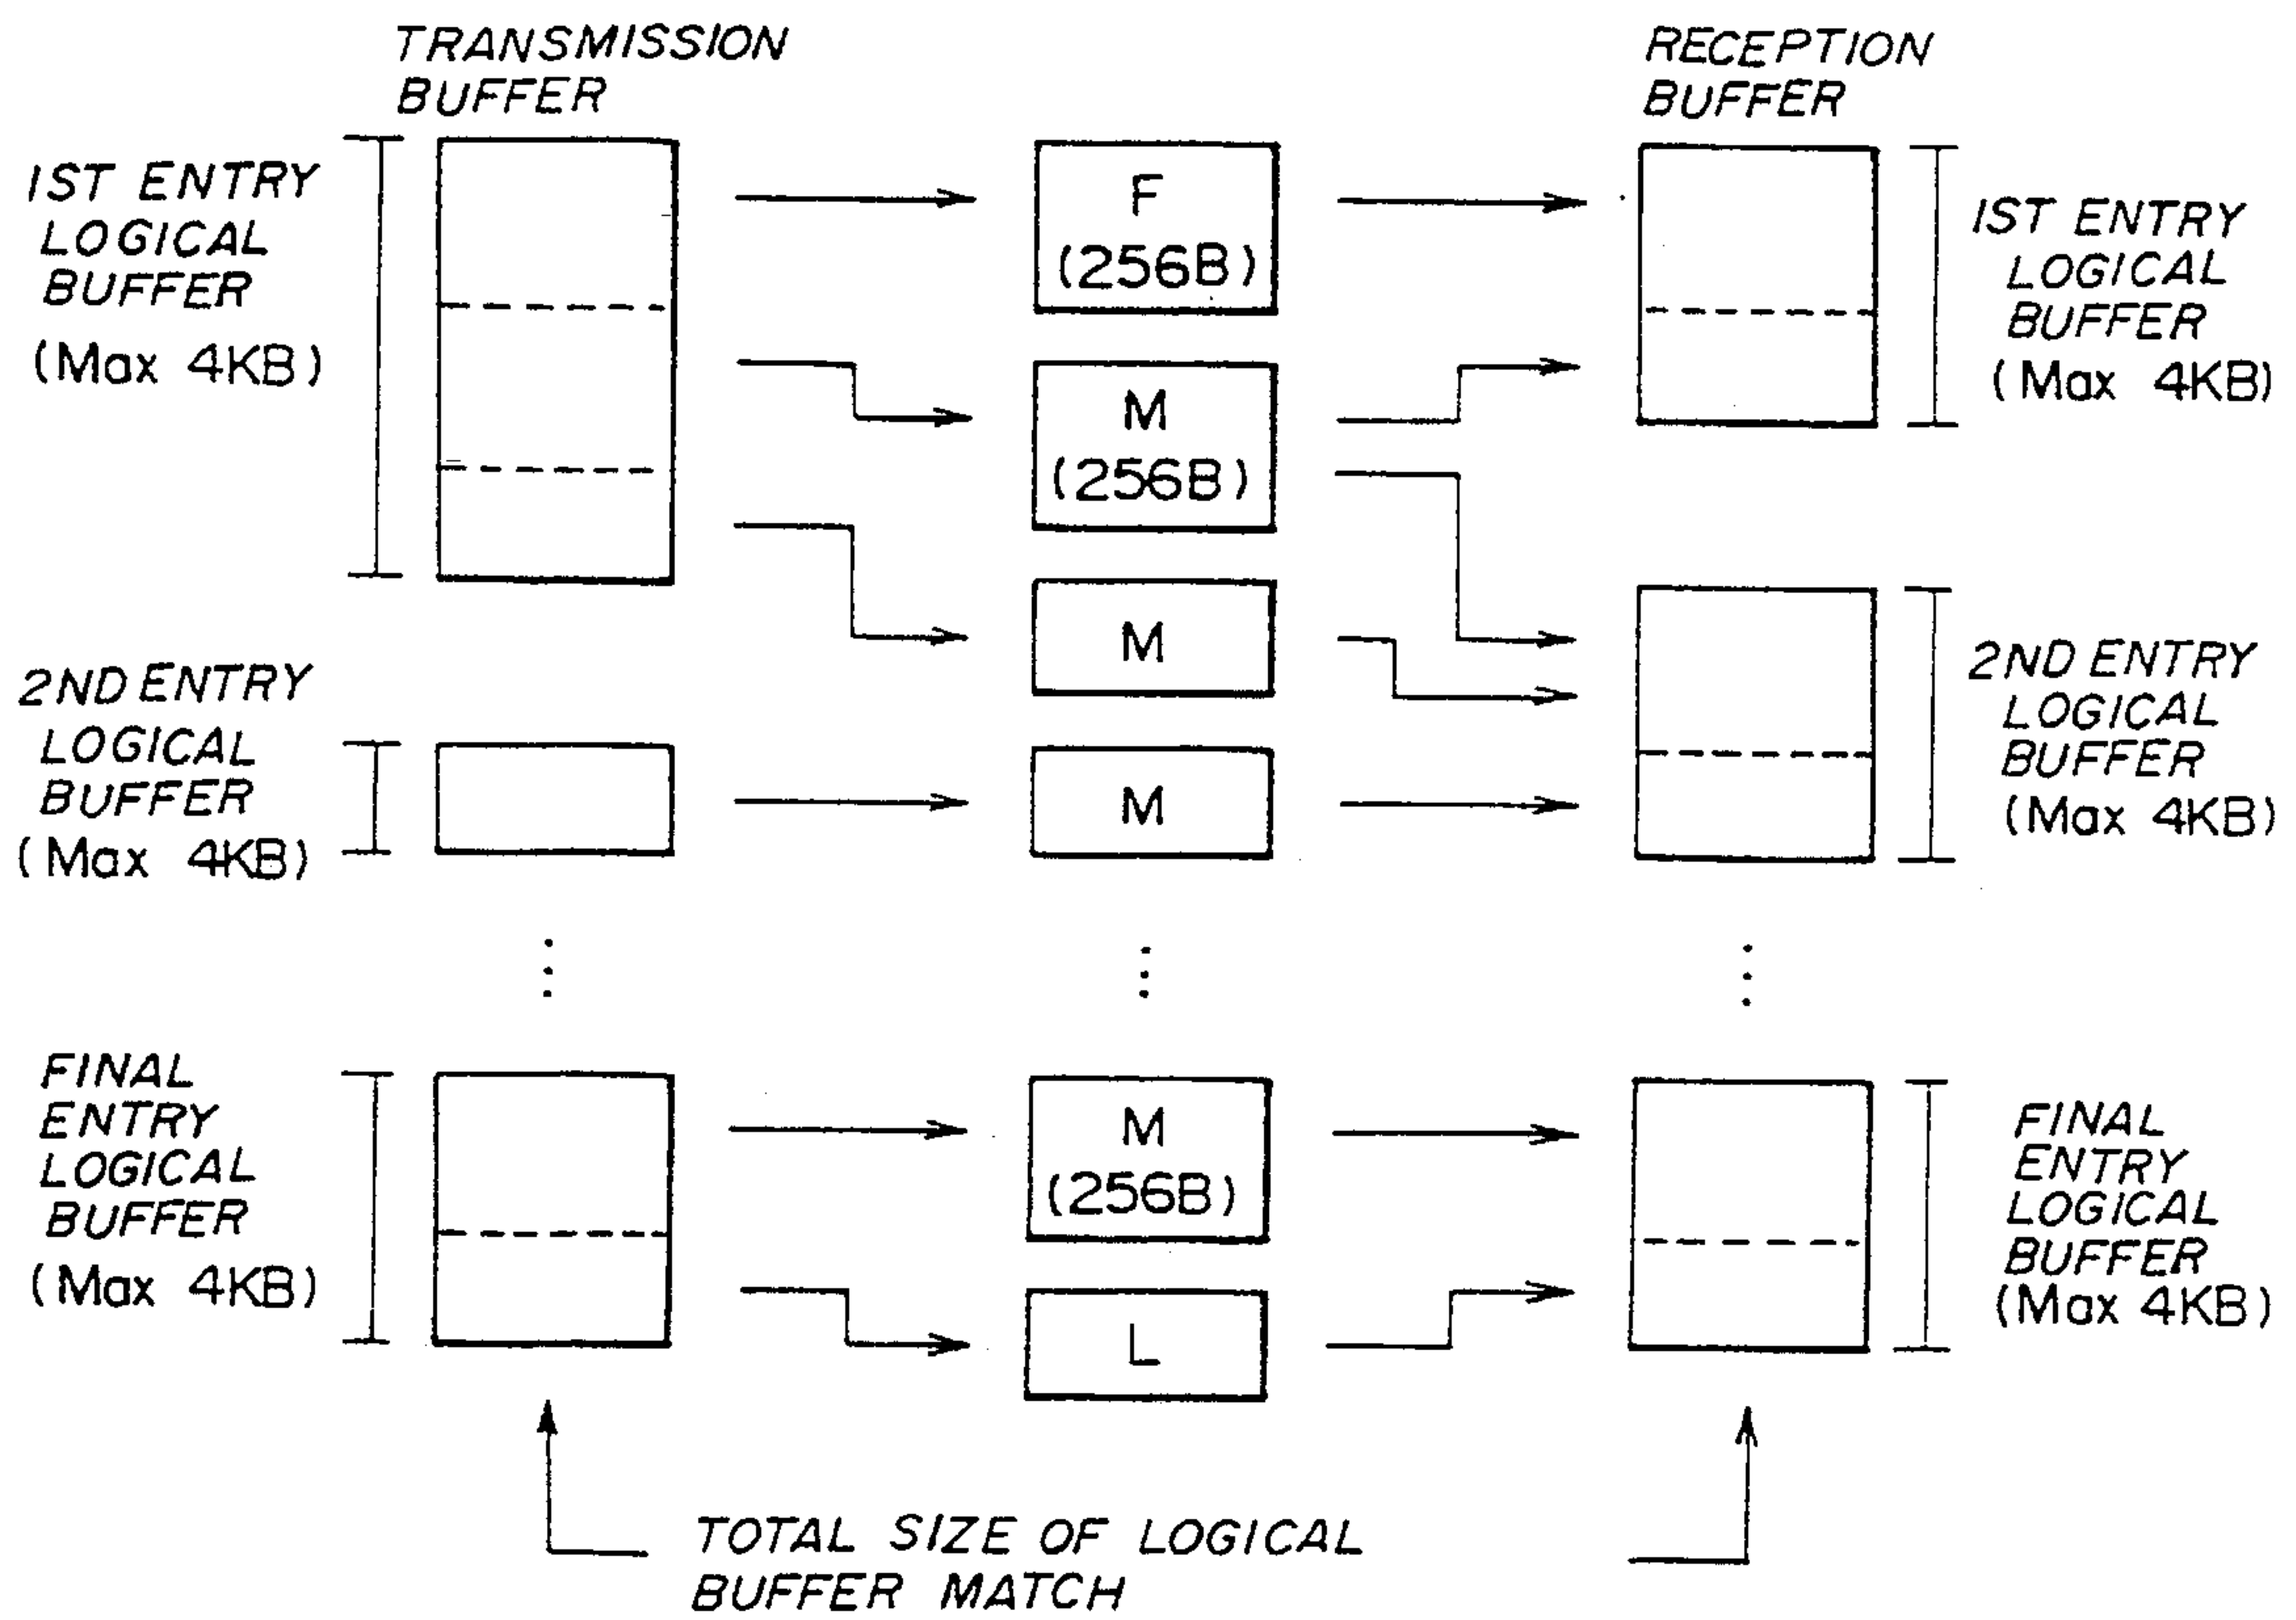 TRANSMISSION
BUFFER
RECEPTION
BUFFER
1ST ENTRY
LOGICAL
BUFFER
(Max 4KB)
F
(256B)
1ST ENTRY
LOGICAL
BUFFER
(Max 4KB)
M
(256B)
M
2ND ENTRY
LOGICAL
BUFFER
(Max 4KB)
M
2ND ENTRY
LOGICAL
BUFFER
(Max 4KB)
FINAL
ENTRY
LOGICAL
BUFFER
(Max 4KB)
M
(256B)
L
FINAL
ENTRY
LOGICAL
BUFFER
(Max 4KB)
TOTAL SIZE OF LOGICAL
BUFFER MATCH